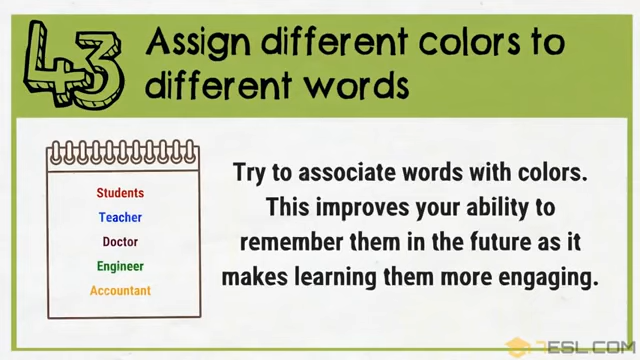 43
Assign different colors to
different words
Students
Teacher
Doctor
Engineer
Accountant
Try to associate words with colors.
This improves your ability to
remember them in the future as it
makes learning them more engaging.
7ESL.COM